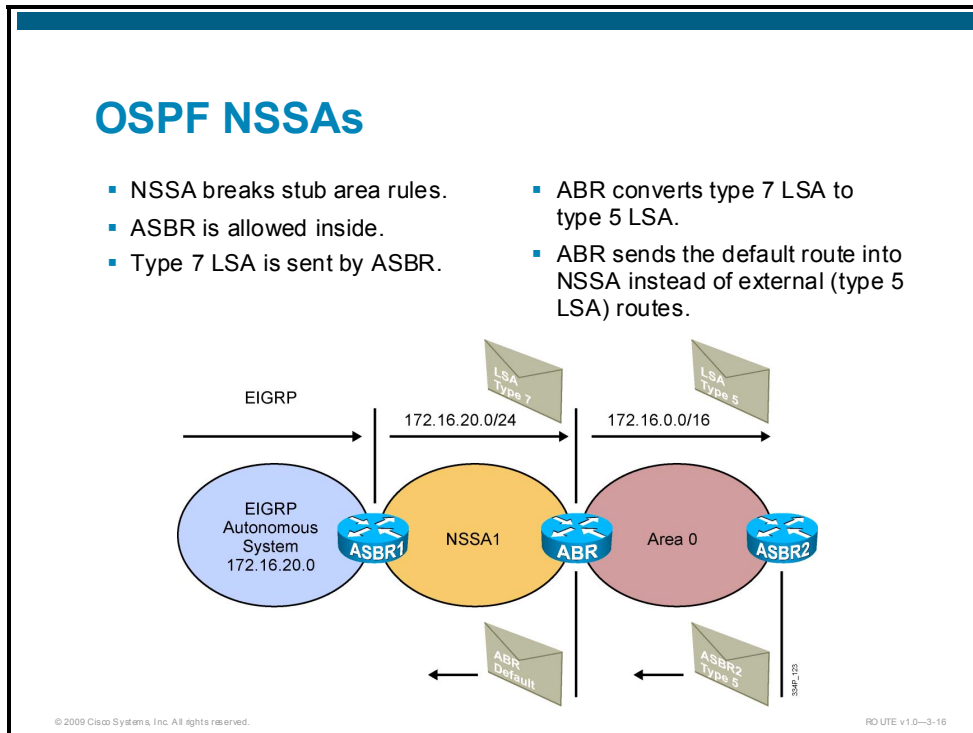 OSPF NSSAs
▪ NSSA breaks stub area rules.
▪ ASBR is allowed inside.
▪ Type 7 LSA is sent by ASBR.
▪ ABR converts type 7 LSA to
type 5 LSA.
▪ ABR sends the default route into
NSSA instead of external (type 5
LSA) routes.
LSA
Type 7
LSA
Type 5
EIGRP
172.16.20.0/24
172.16.0.0/16
EIGRP
Autonomous
System
172.16.20.0
ASBR1
NSSA1
ABR
Area 0
ASBR2
ABR
Default
ASBR2
Type 5
334P_123
© 2009 Cisco Systems, Inc. All rights reserved.
ROUTE v1.0—3-16